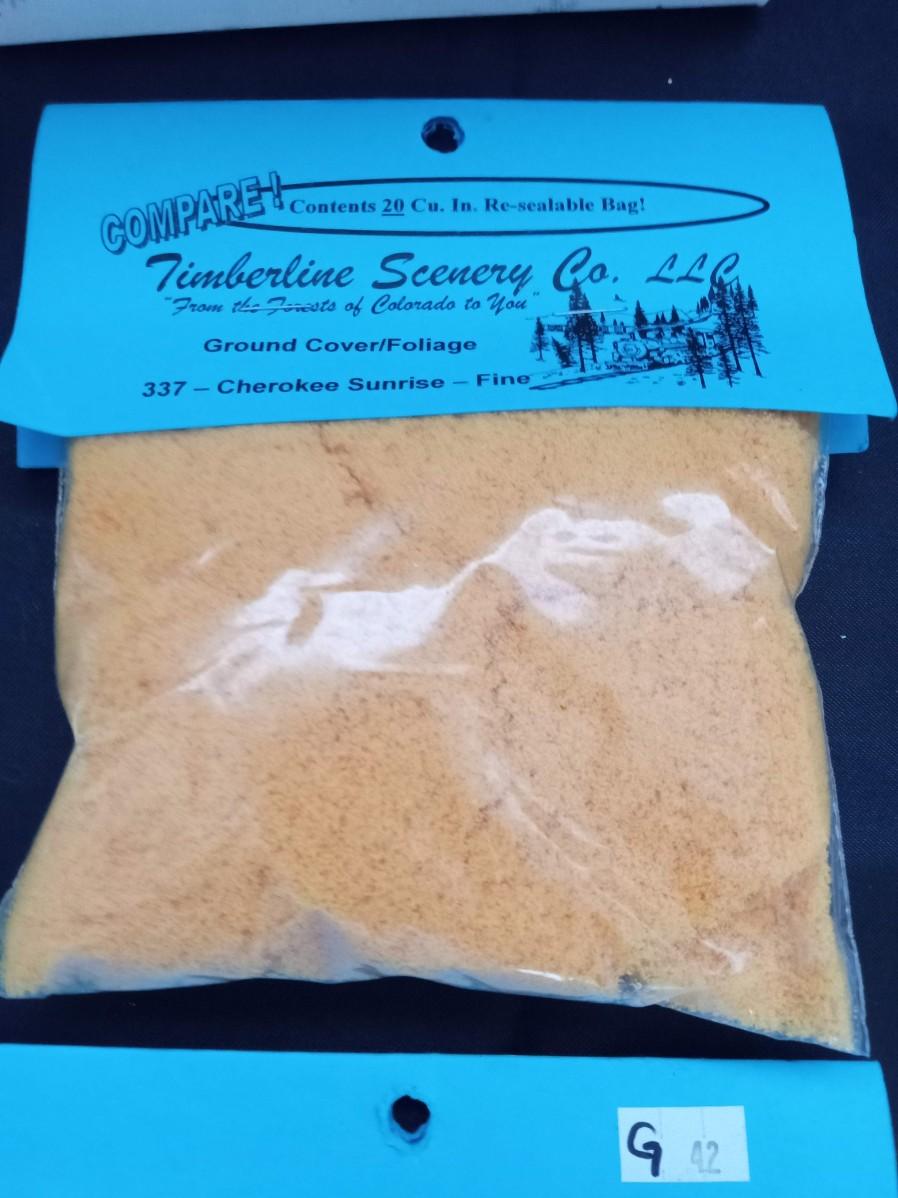 COMPARE! Contents 20 Cu. In. Re-sealable Bag!
Timberline Scenery Co. LLC
"From the Forests of Colorado to You"
Ground Cover/Foliage
337 – Cherokee Sunrise – Fine
G 42